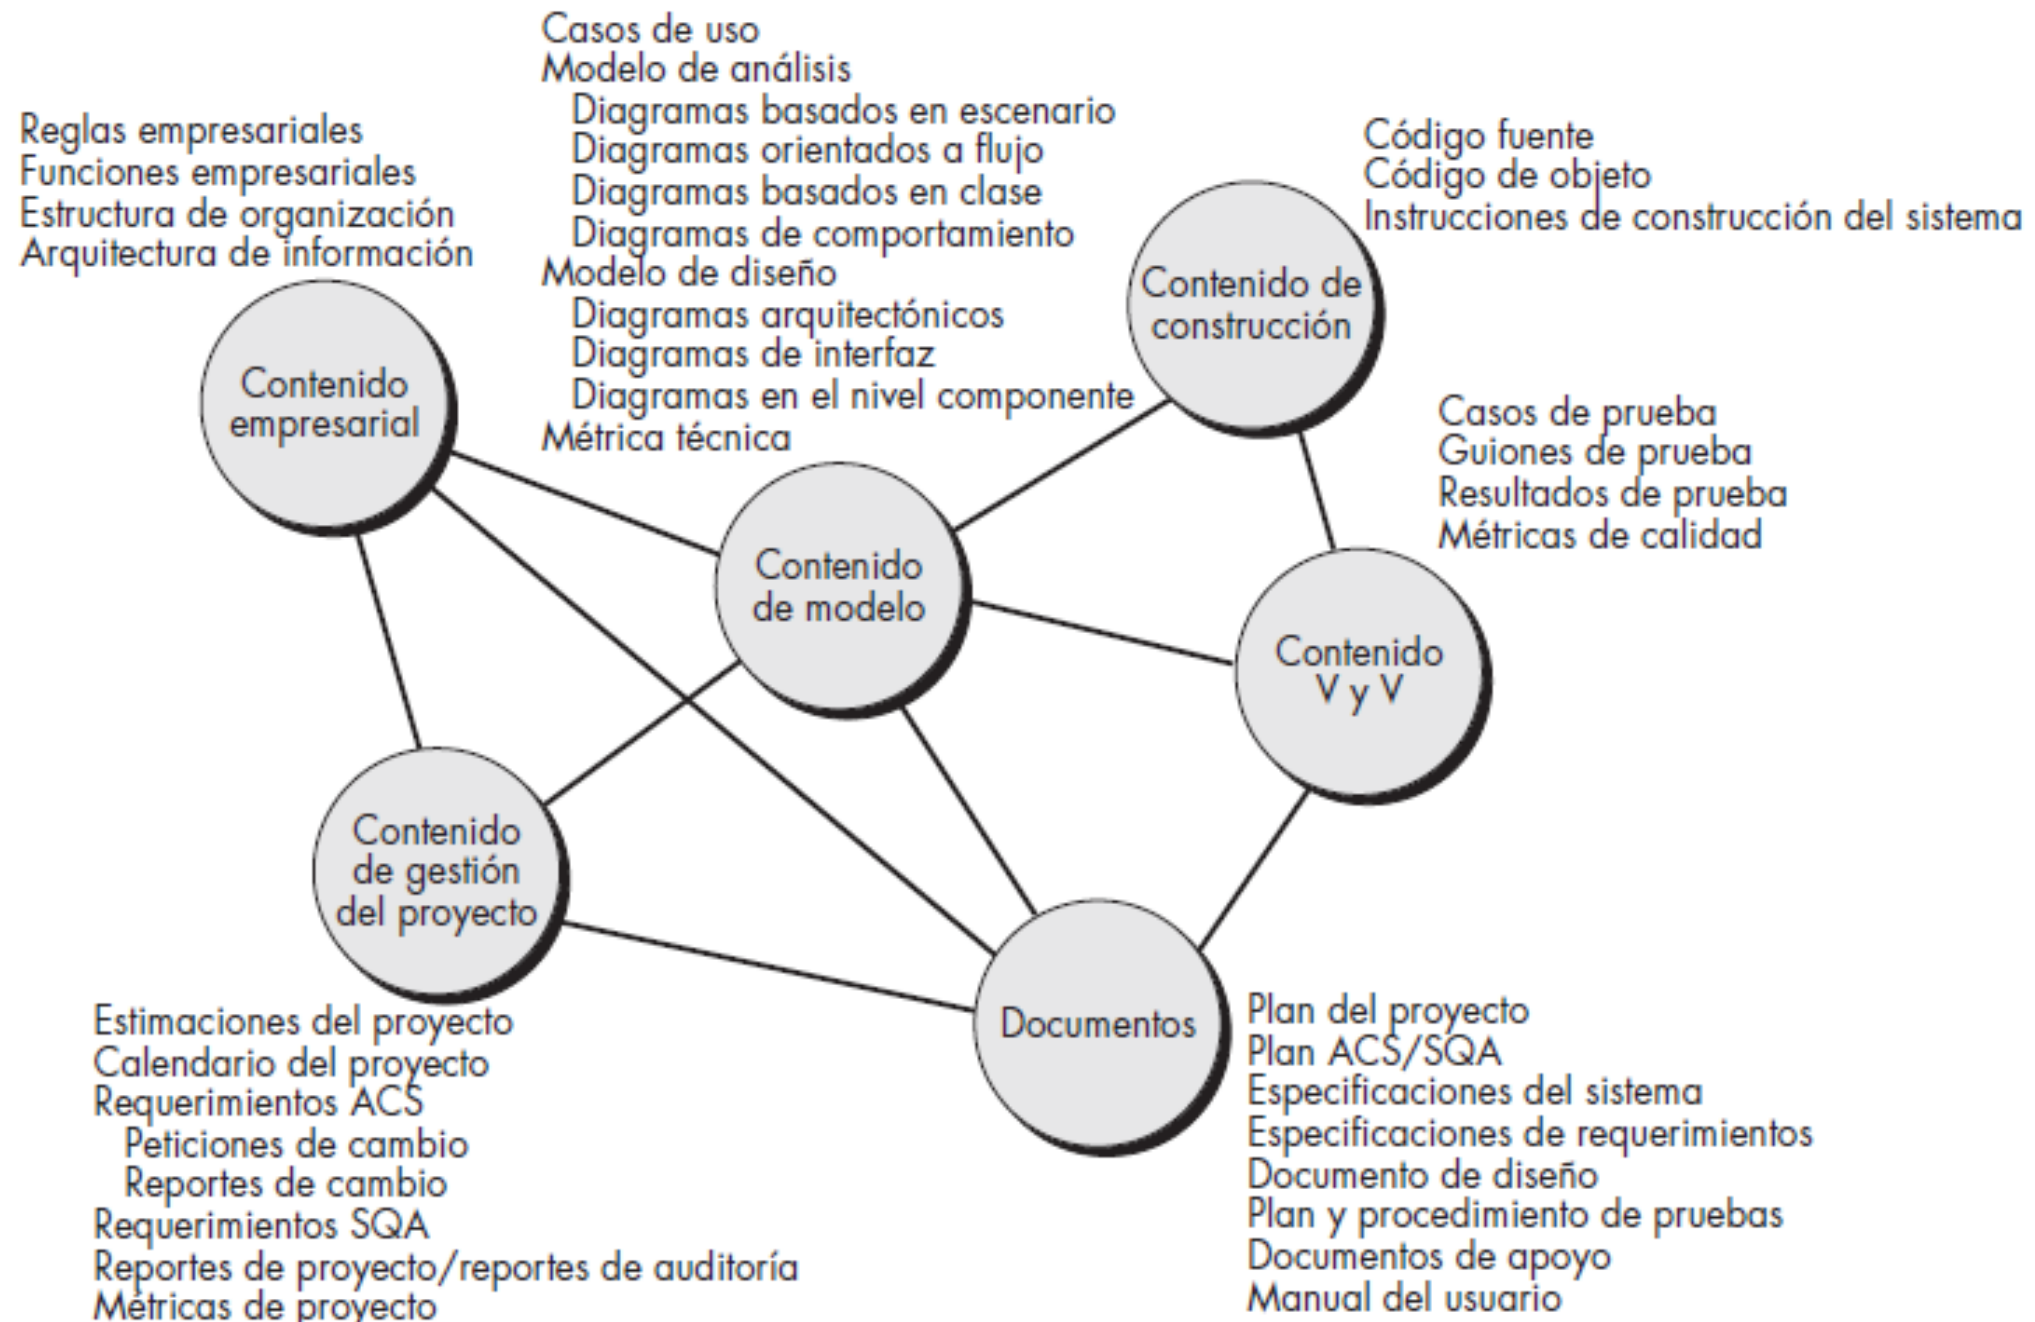 Casos de uso
Modelo de análisis
Diagramas basados en escenario
Diagramas orientados a flujo
Diagramas basados en clase
Diagramas de comportamiento
Modelo de diseño
Diagramas arquitectónicos
Diagramas de interfaz
Diagramas en el nivel componente
Métrica técnica
Reglas empresariales
Funciones empresariales
Estructura de organización
Arquitectura de información
Contenido
empresarial
Código fuente
Código de objeto
Instrucciones de construcción del sistema
Contenido de
construcción
Casos de prueba
Guiones de prueba
Resultados de prueba
Métricas de calidad
Contenido
de modelo
Contenido
V y V
Contenido
de gestión
del proyecto
Estimaciones del proyecto
Calendario del proyecto
Requerimientos ACS
Peticiones de cambio
Reportes de cambio
Requerimientos SQA
Reportes de proyecto/reportes de auditoría
Métricas de proyecto
Documentos
Plan del proyecto
Plan ACS/SQA
Especificaciones del sistema
Especificaciones de requerimientos
Documento de diseño
Plan y procedimiento de pruebas
Documentos de apoyo
Manual del usuario